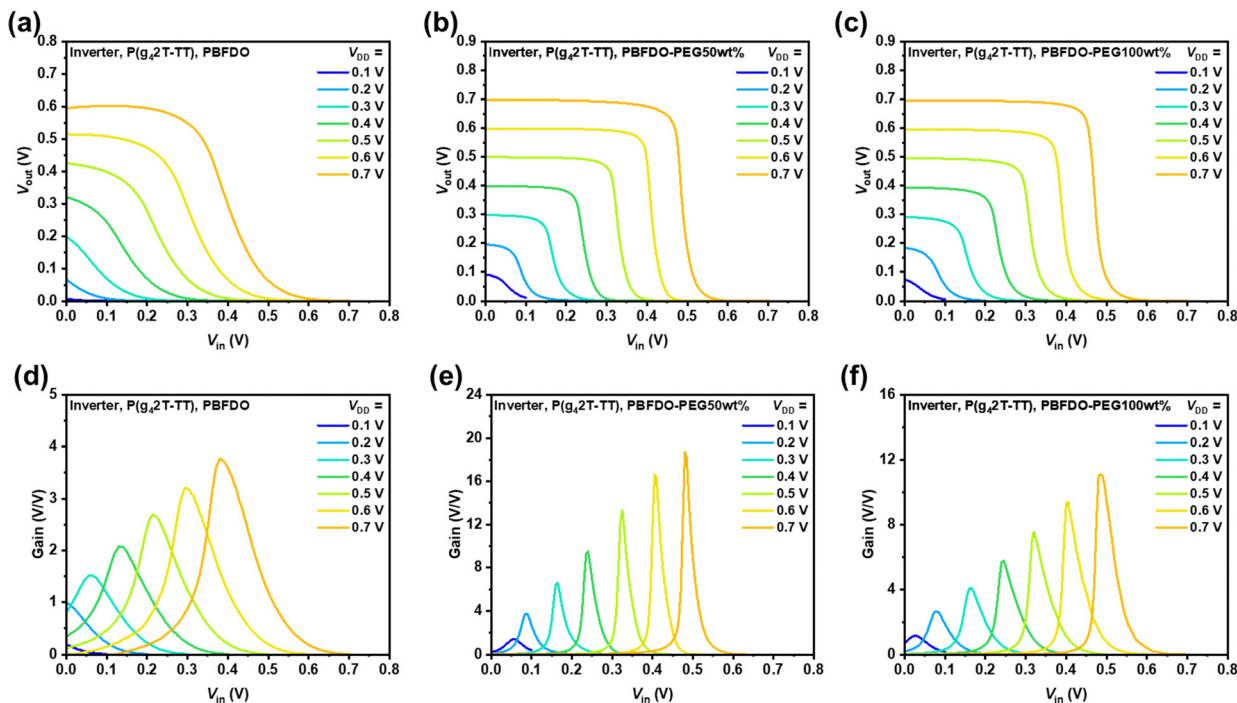 (a)
Inverter, P(g₄2T-TT), PBFDO
V_DD =
0.1 V
0.2 V
0.3 V
0.4 V
0.5 V
0.6 V
0.7 V
0.8
0.7
0.6
0.5
0.4
0.3
0.2
0.1
0.0
V_out (V)
0.0 0.1 0.2 0.3 0.4 0.5 0.6 0.7 0.8
V_in (V)
(b)
Inverter, P(g₄2T-TT), PBFDO-PEG50wt%
V_DD =
0.1 V
0.2 V
0.3 V
0.4 V
0.5 V
0.6 V
0.7 V
0.9
0.8
0.7
0.6
0.5
0.4
0.3
0.2
0.1
0.0
V_out (V)
0.0 0.1 0.2 0.3 0.4 0.5 0.6 0.7 0.8
V_in (V)
(c)
Inverter, P(g₄2T-TT), PBFDO-PEG100wt%
V_DD =
0.1 V
0.2 V
0.3 V
0.4 V
0.5 V
0.6 V
0.7 V
0.9
0.8
0.7
0.6
0.5
0.4
0.3
0.2
0.1
0.0
V_out (V)
0.0 0.1 0.2 0.3 0.4 0.5 0.6 0.7 0.8
V_in (V)
(d)
Inverter, P(g₄2T-TT), PBFDO
V_DD =
0.1 V
0.2 V
0.3 V
0.4 V
0.5 V
0.6 V
0.7 V
5
4
3
2
1
0
Gain (V/V)
0.0 0.1 0.2 0.3 0.4 0.5 0.6 0.7 0.8
V_in (V)
(e)
Inverter, P(g₄2T-TT), PBFDO-PEG50wt%
V_DD =
0.1 V
0.2 V
0.3 V
0.4 V
0.5 V
0.6 V
0.7 V
24
20
16
12
8
4
0
Gain (V/V)
0.0 0.1 0.2 0.3 0.4 0.5 0.6 0.7 0.8
V_in (V)
(f)
Inverter, P(g₄2T-TT), PBFDO-PEG100wt%
V_DD =
0.1 V
0.2 V
0.3 V
0.4 V
0.5 V
0.6 V
0.7 V
16
12
8
4
0
Gain (V/V)
0.0 0.1 0.2 0.3 0.4 0.5 0.6 0.7 0.8
V_in (V)